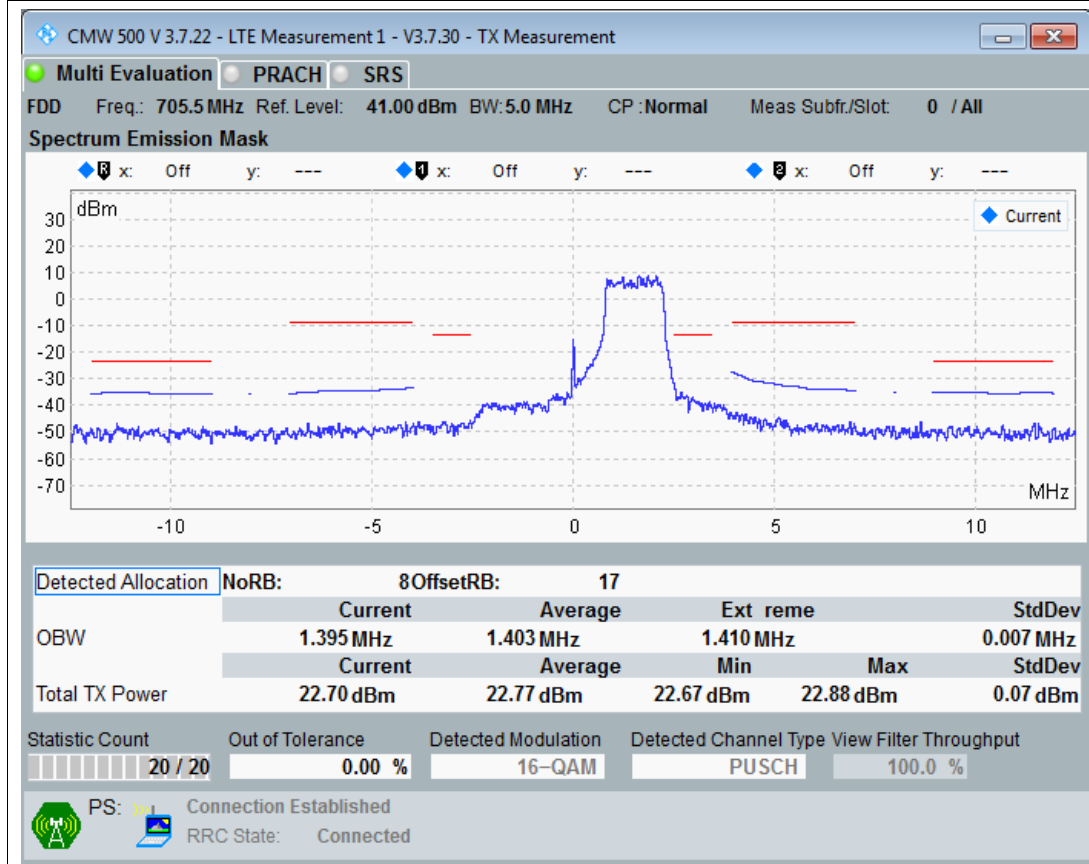 CMW 500 V 3.7.22 - LTE Measurement 1 - V3.7.30 - TX Measurement
Multi Evaluation PRACH SRS
FDD Freq.: 705.5 MHz Ref. Level: 41.00 dBm BW: 5.0 MHz CP : Normal Meas Subfr./Slot: 0 / All
Spectrum Emission Mask
R x: Off y: --- 1 x: Off y: --- 2 x: Off y: ---
dBm
Current
30
20
10
0
-10
-20
-30
-40
-50
-60
-70
MHz
-10 -5 0 5 10
Detected Allocation NoRB: 8 OffsetRB: 17
Current Average Ext reme StdDev
OBW 1.395 MHz 1.403 MHz 1.410 MHz 0.007 MHz
Current Average Min Max StdDev
Total TX Power 22.70 dBm 22.77 dBm 22.67 dBm 22.88 dBm 0.07 dBm
Statistic Count Out of Tolerance Detected Modulation Detected Channel Type View Filter Throughput
20 / 20 0.00 % 16-QAM PUSCH 100.0 %
PS: Connection Established
RRC State: Connected